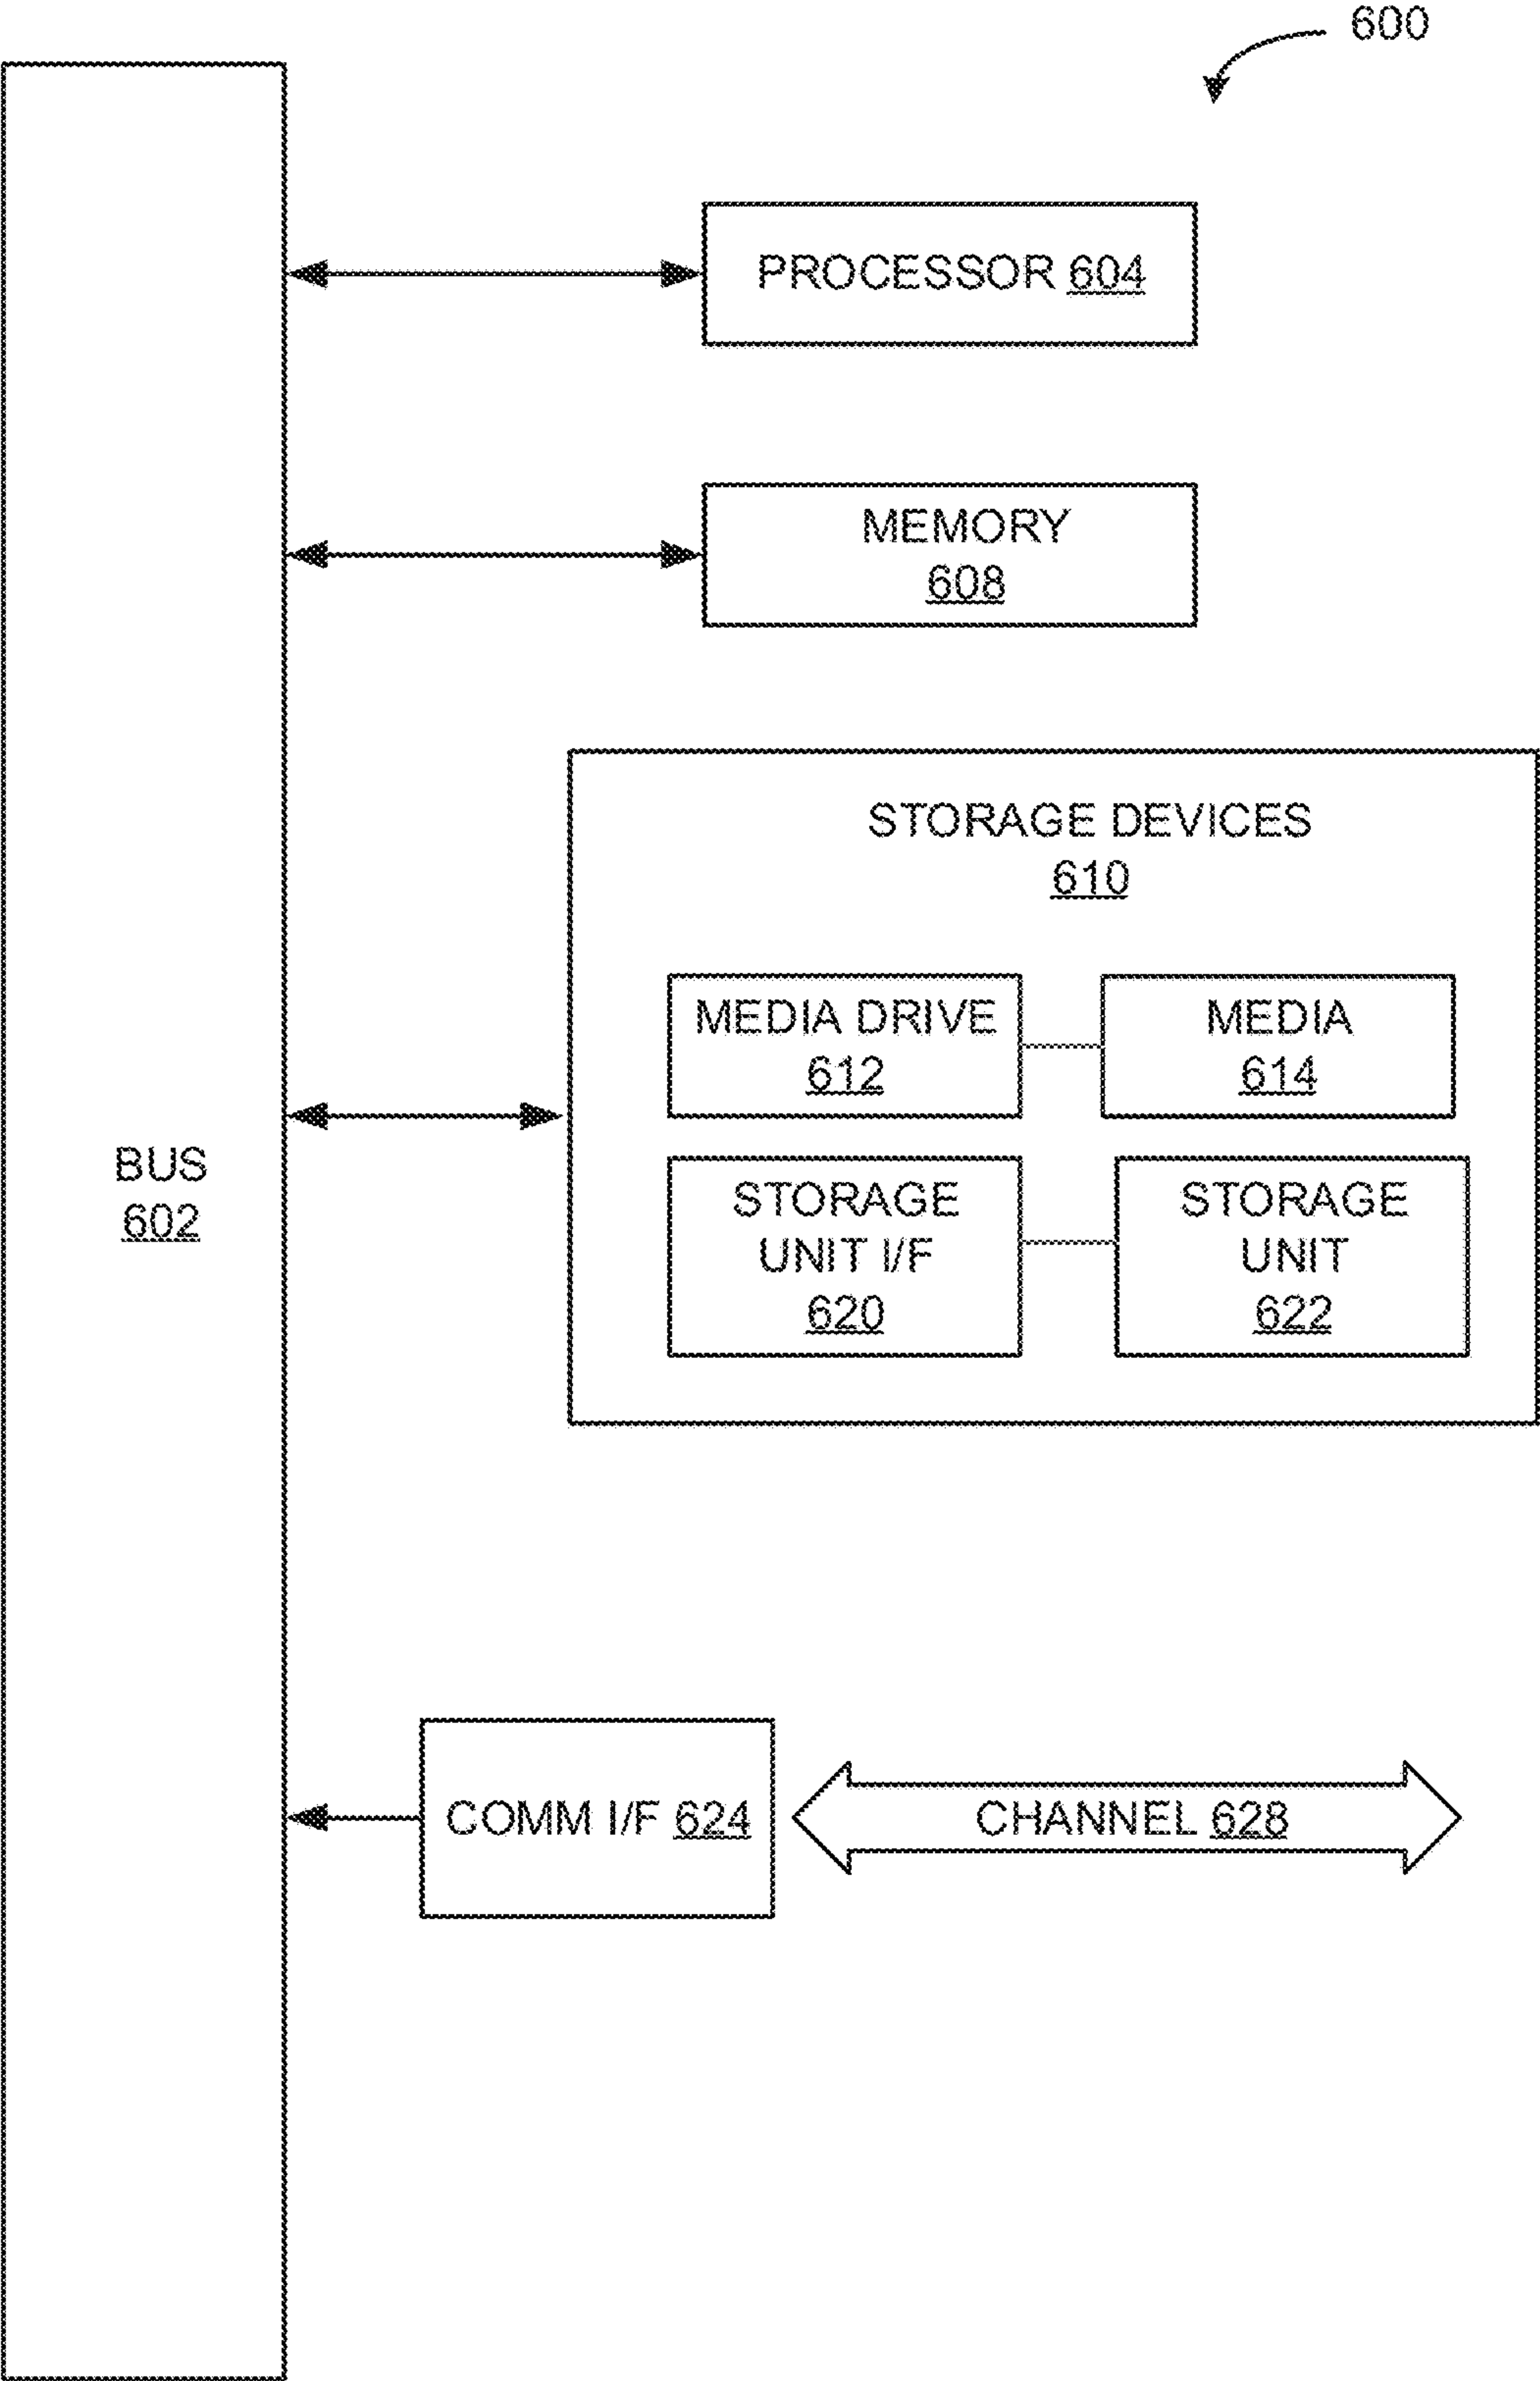 600
PROCESSOR 604
MEMORY
608
STORAGE DEVICES
610
MEDIA DRIVE
612
MEDIA
614
BUS
602
STORAGE
UNIT I/F
620
STORAGE
UNIT
622
COMM I/F 624
CHANNEL 628